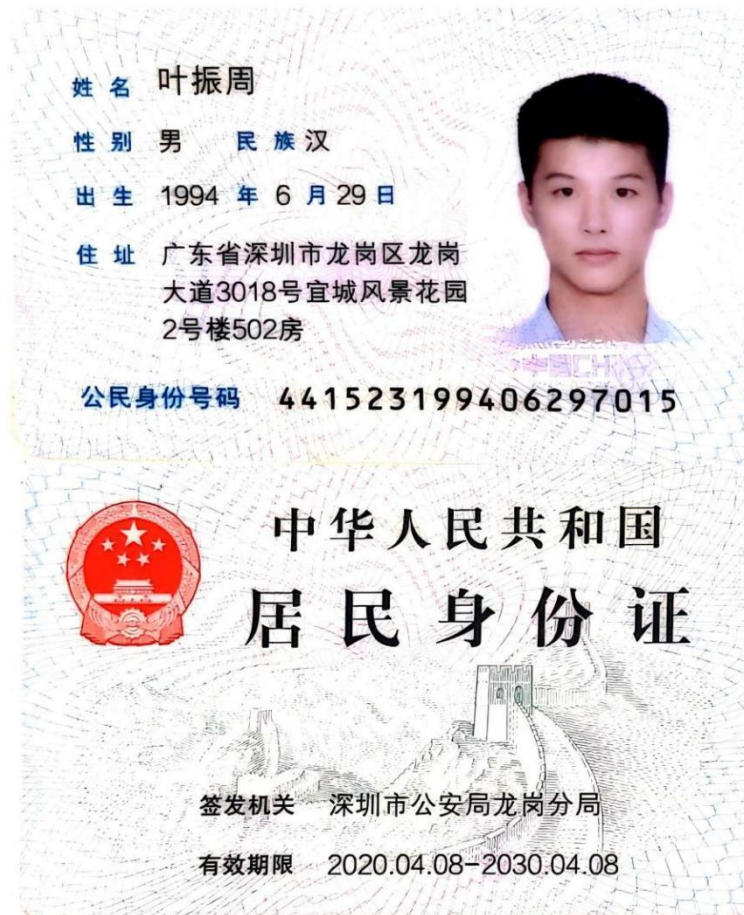 姓名 叶振周
性别 男 民族 汉
出生 1994 年 6 月 29 日
住址 广东省深圳市龙岗区龙岗
大道3018号宜城风景花园
2号楼502房
公民身份号码 441523199406297015
中华人民共和国
居民身份证
签发机关 深圳市公安局龙岗分局
有效期限 2020.04.08-2030.04.08